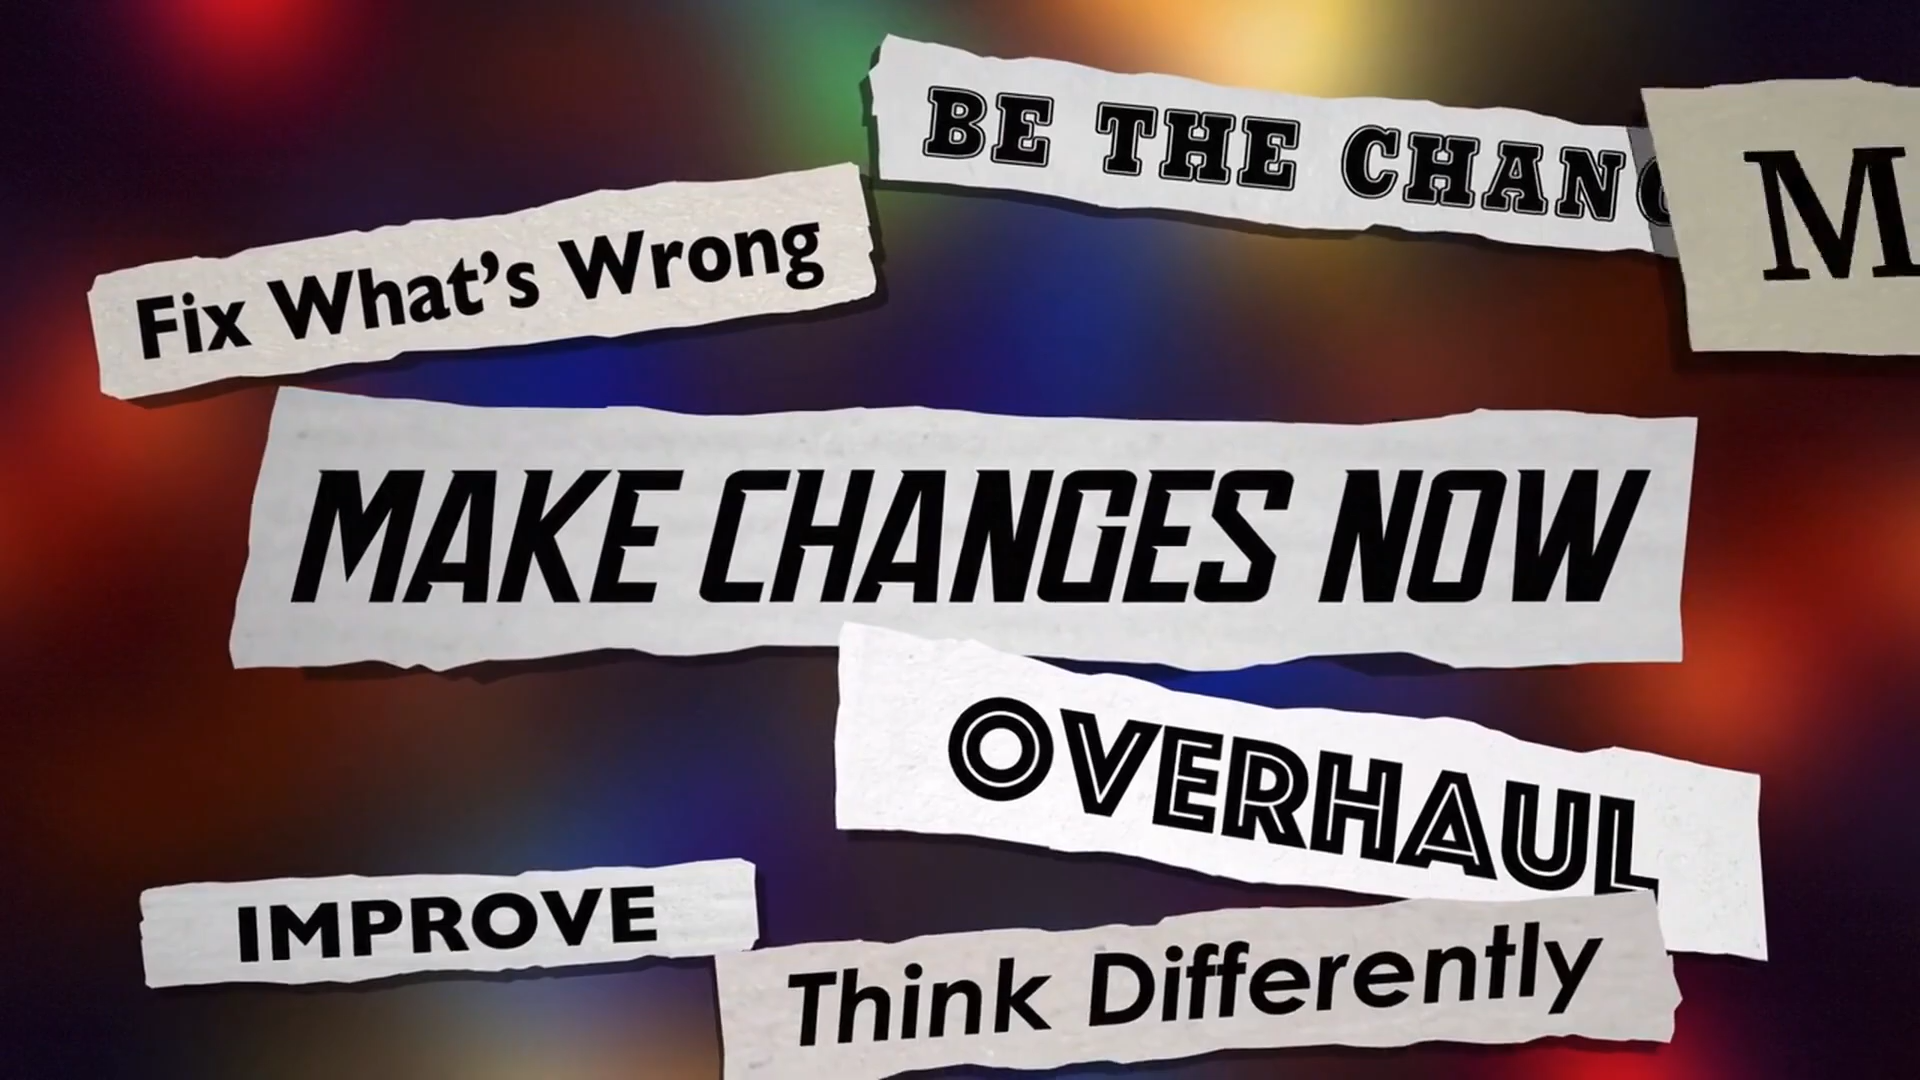 BE THE CHANG
M
Fix What's Wrong
MAKE CHANGES NOW
OVERHAUL
IMPROVE
Think Differently